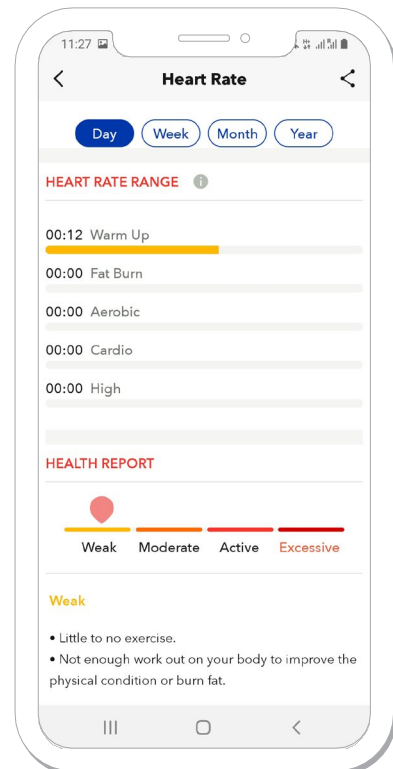 11:27
Heart Rate
Day Week Month Year
HEART RATE RANGE i
00:12 Warm Up
00:00 Fat Burn
00:00 Aerobic
00:00 Cardio
00:00 High
HEALTH REPORT
Weak Moderate Active Excessive
Weak
• Little to no exercise.
• Not enough work out on your body to improve the
physical condition or burn fat.